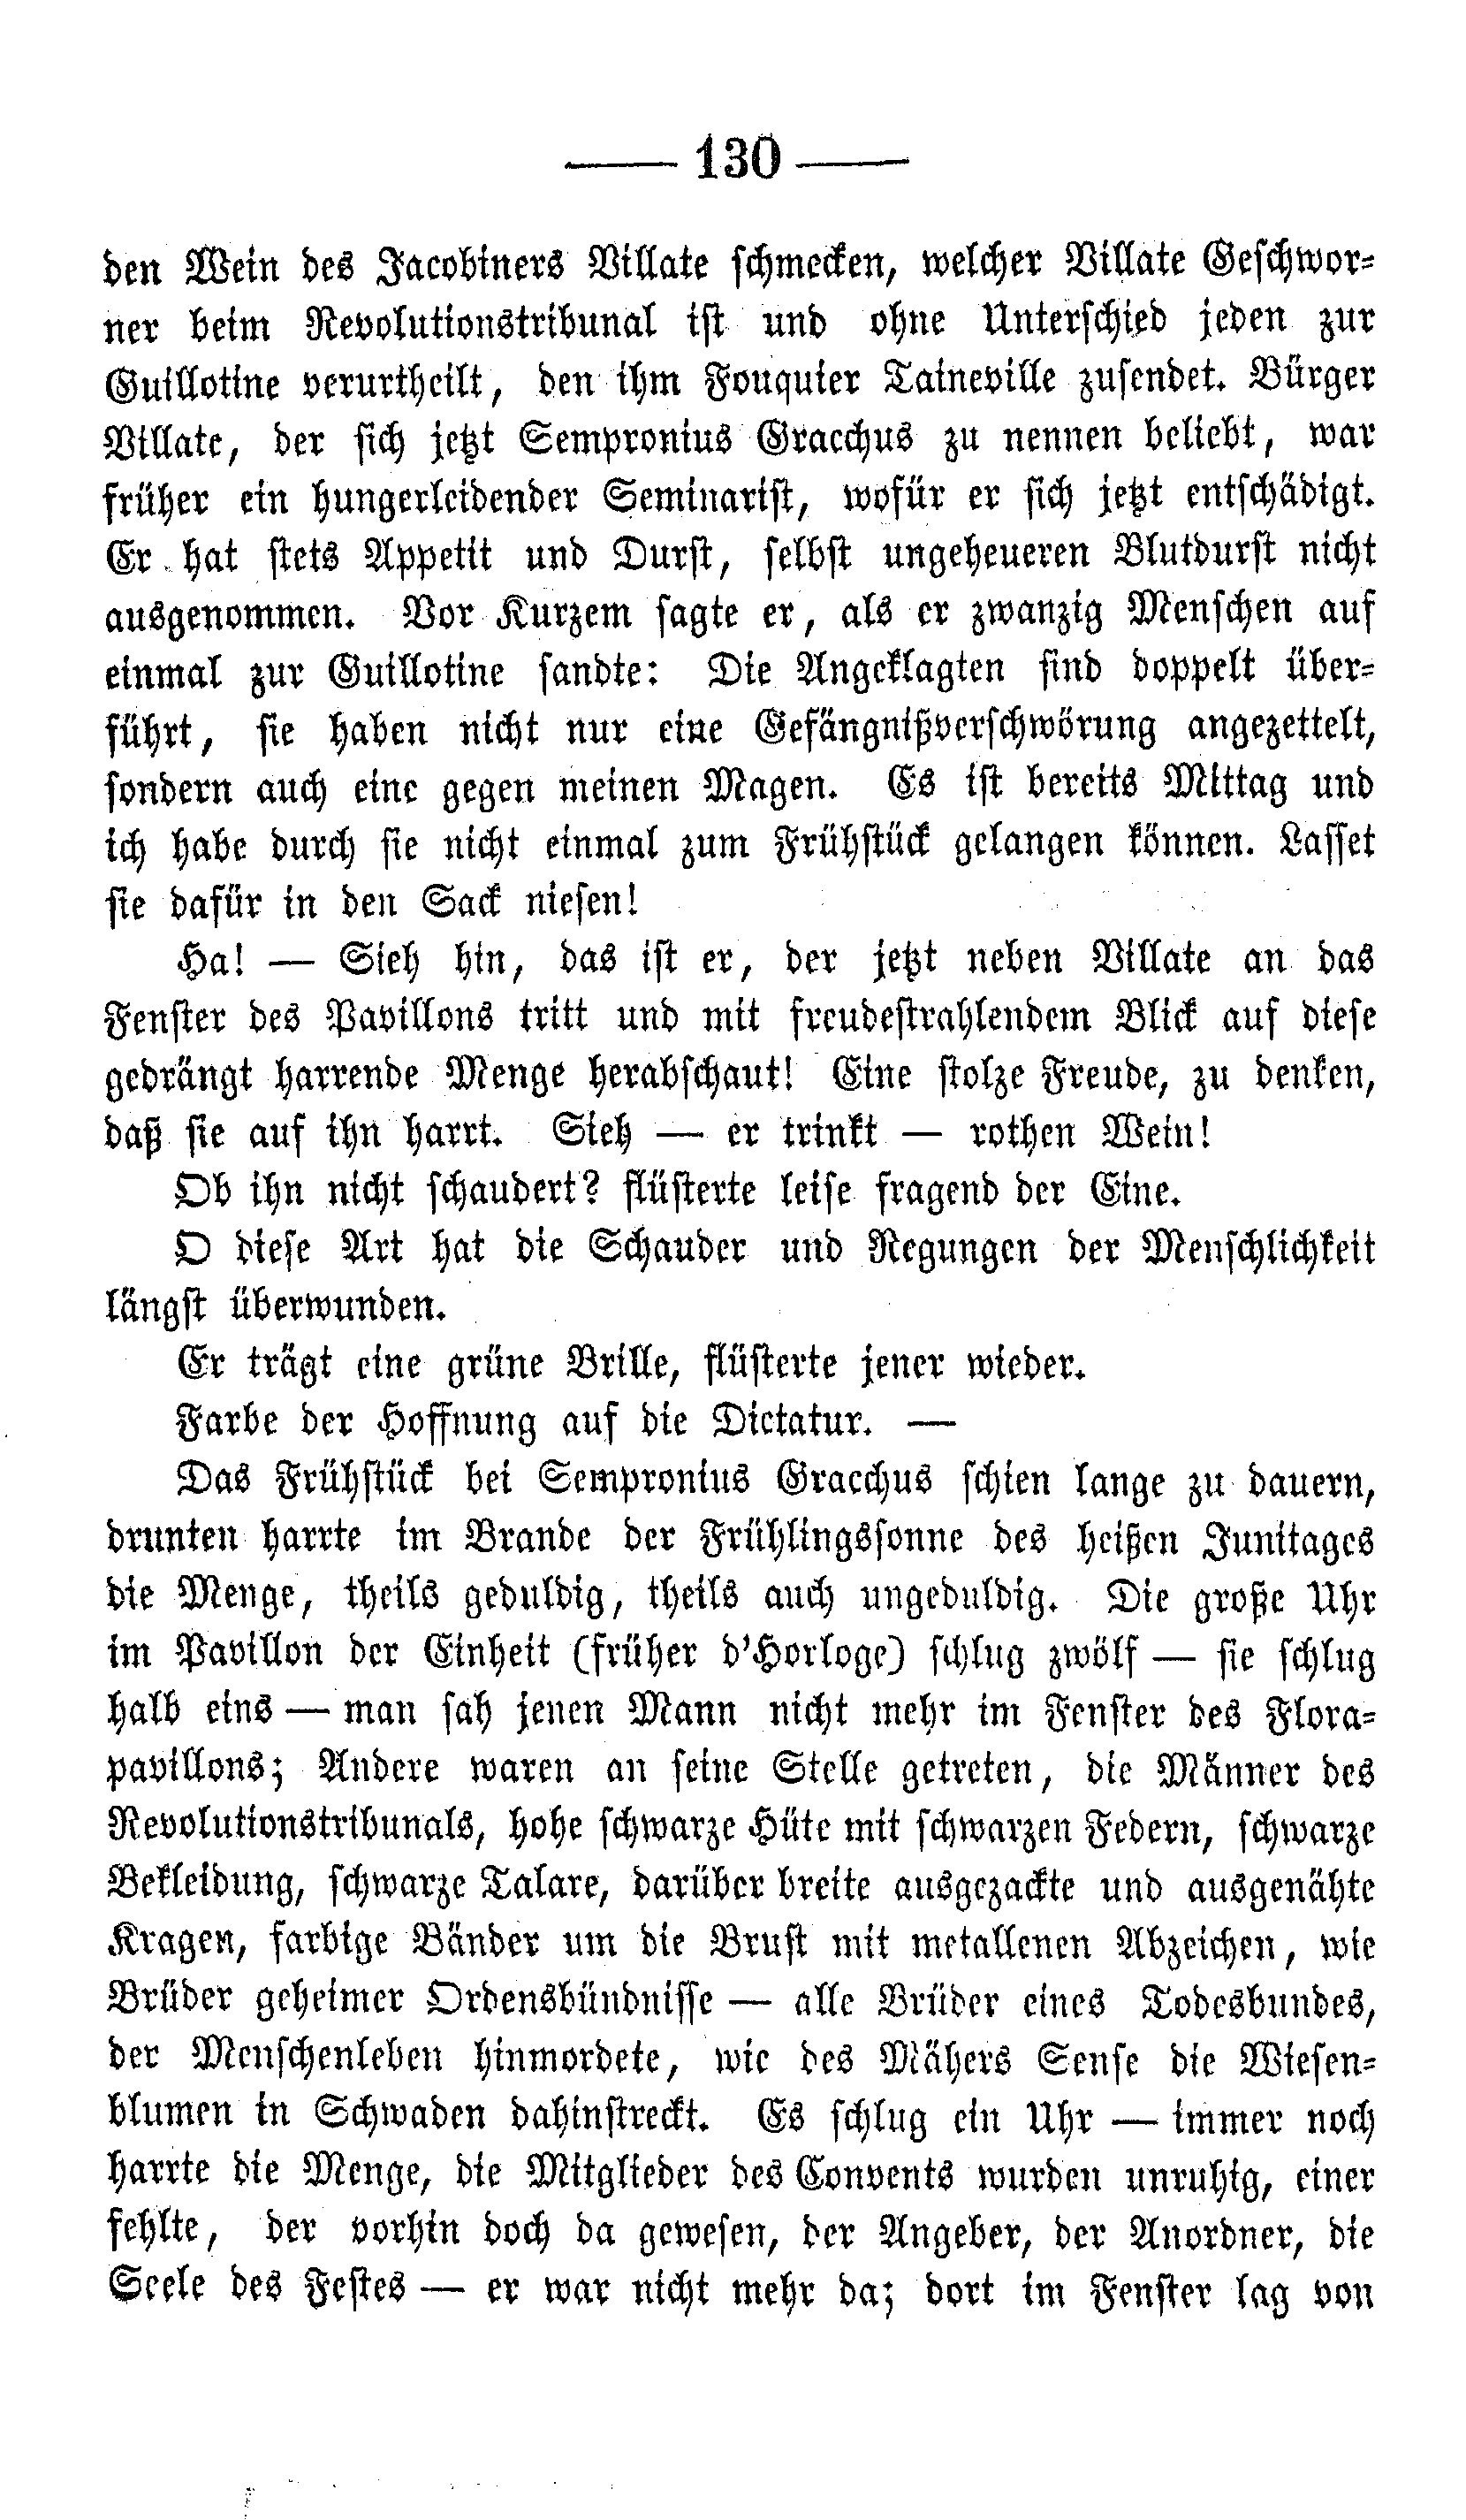 — 130 —
den Wein des Jacobiners Villate schmecken, welcher Villate Geschwor-
ner beim Revolutionstribunal ist und ohne Unterschied jeden zur
Guillotine verurtheilt, den ihm Fouquier Taineville zusendet. Bürger
Villate, der sich jetzt Sempronius Gracchus zu nennen beliebt, war
früher ein hungerleidender Seminarist, wofür er sich jetzt entschädigt.
Er hat stets Appetit und Durst, selbst ungeheueren Blutdurst nicht
ausgenommen. Vor Kurzem sagte er, als er zwanzig Menschen auf
einmal zur Guillotine sandte: Die Angeklagten sind doppelt über-
führt, sie haben nicht nur eine Gefängnißverschwörung angezettelt,
sondern auch eine gegen meinen Magen. Es ist bereits Mittag und
ich habe durch sie nicht einmal zum Frühstück gelangen können. Lasset
sie dafür in den Sack niesen!
Ha! — Sieh hin, das ist er, der jetzt neben Villate an das
Fenster des Pavillons tritt und mit freudestrahlendem Blick auf diese
gedrängt harrende Menge herabschaut! Eine stolze Freude, zu denken,
daß sie auf ihn harrt. Sieh — er trinkt — rothen Wein!
Ob ihn nicht schaudert? flüsterte leise fragend der Eine.
O diese Art hat die Schauder und Regungen der Menschlichkeit
längst überwunden.
Er trägt eine grüne Brille, flüsterte jener wieder.
Farbe der Hoffnung auf die Dictatur. —
Das Frühstück bei Sempronius Gracchus schien lange zu dauern,
drunten harrte im Brande der Frühlingssonne des heißen Junitages
die Menge, theils geduldig, theils auch ungeduldig. Die große Uhr
im Pavillon der Einheit (früher d'Horloge) schlug zwölf — sie schlug
halb eins — man sah jenen Mann nicht mehr im Fenster des Flora-
pavillons; Andere waren an seine Stelle getreten, die Männer des
Revolutionstribunals, hohe schwarze Hüte mit schwarzen Federn, schwarze
Bekleidung, schwarze Talare, darüber breite ausgezackte und ausgenähte
Kragen, farbige Bänder um die Brust mit metallenen Abzeichen, wie
Brüder geheimer Ordensbündnisse — alle Brüder eines Todesbundes,
der Menschenleben hinmordete, wie des Mähers Sense die Wiesen-
blumen in Schwaden dahinstreckt. Es schlug ein Uhr — immer noch
harrte die Menge, die Mitglieder des Convents wurden unruhig, einer
fehlte, der vorhin doch da gewesen, der Angeber, der Anordner, die
Seele des Festes — er war nicht mehr da; dort im Fenster lag von